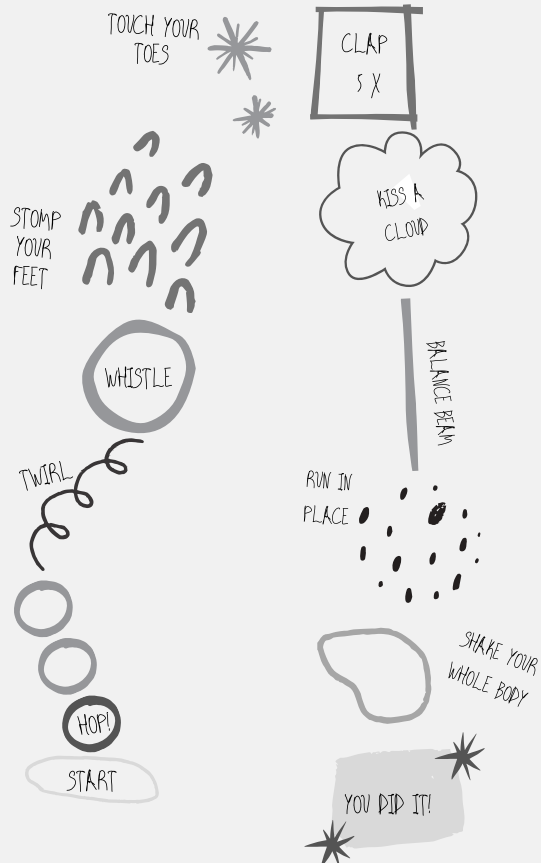 TOUCH YOUR
TOES
CLAP
5 X
KISS A
CLOUD
STOMP
YOUR
FEET
WHISTLE
BALANCE BEAM
TWIRL
RUN IN
PLACE
SHAKE YOUR
WHOLE BODY
HOP!
START
YOU DID IT!